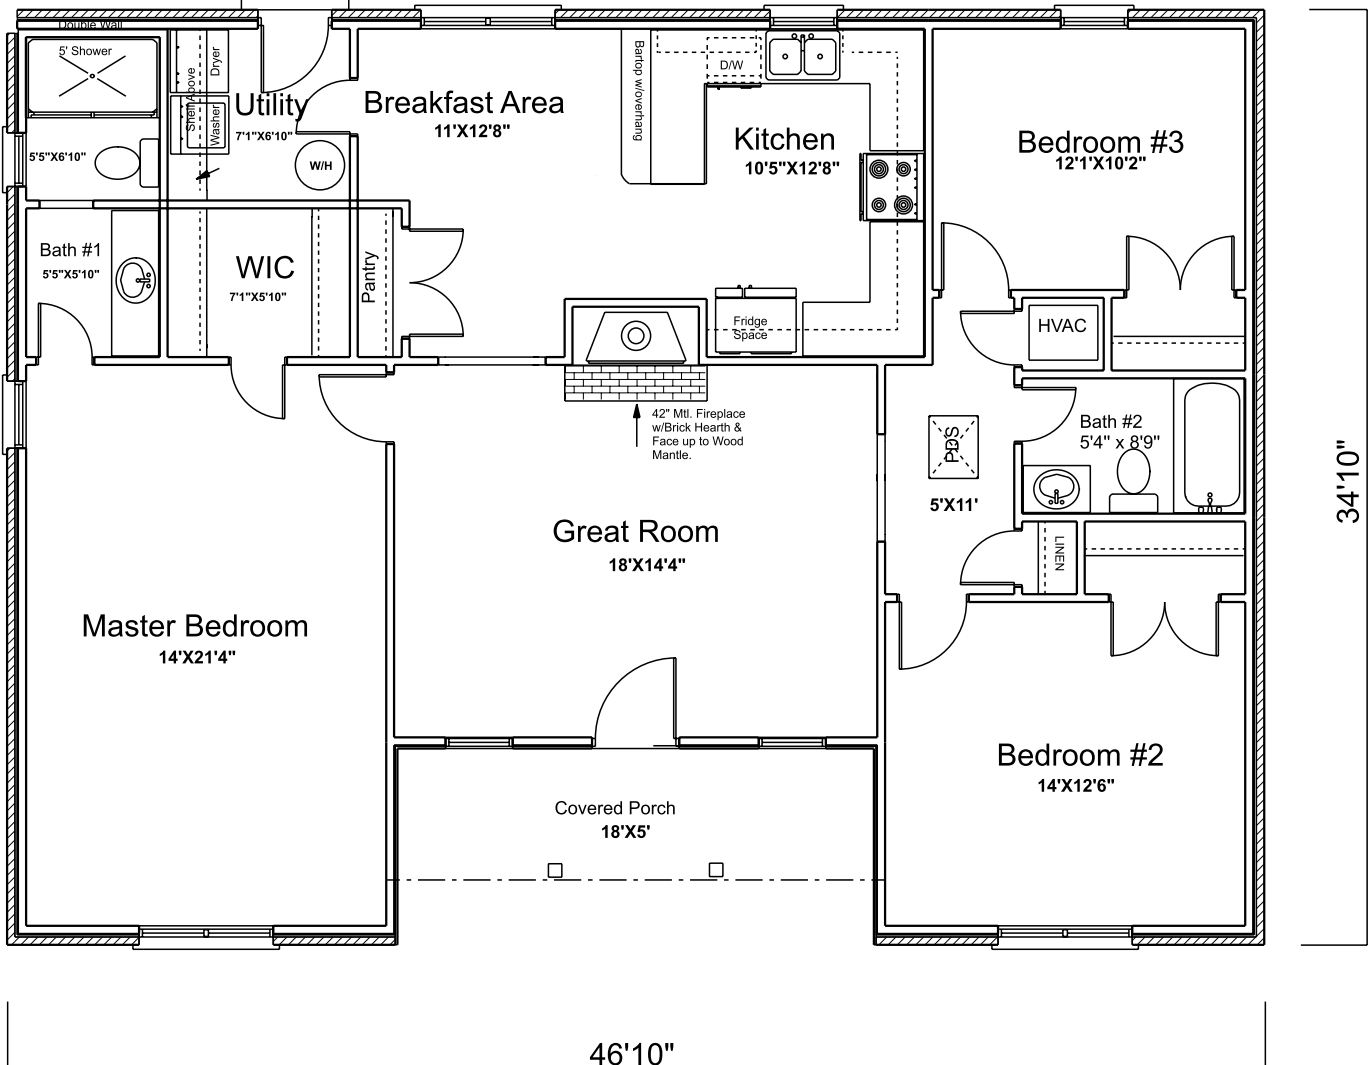 Double Wall
5' Shower
Dryer
Shelf Above
Washer
Utility
7'1"X6'10"
W/H
5'5"X6'10"
Breakfast Area
11'X12'8"
Bartop w/overhang
D/W
Kitchen
10'5"X12'8"
Bedroom #3
12'1'X10'2"
Bath #1
5'5"X5'10"
WIC
7'1"X5'10"
Pantry
Fridge
Space
HVAC
42" Mtl. Fireplace
w/Brick Hearth &
Face up to Wood
Mantle.
PDS
5'X11'
Bath #2
5'4" x 8'9"
LINEN
Great Room
18'X14'4"
Master Bedroom
14'X21'4"
Bedroom #2
14'X12'6"
Covered Porch
18'X5'
34'10"
46'10"